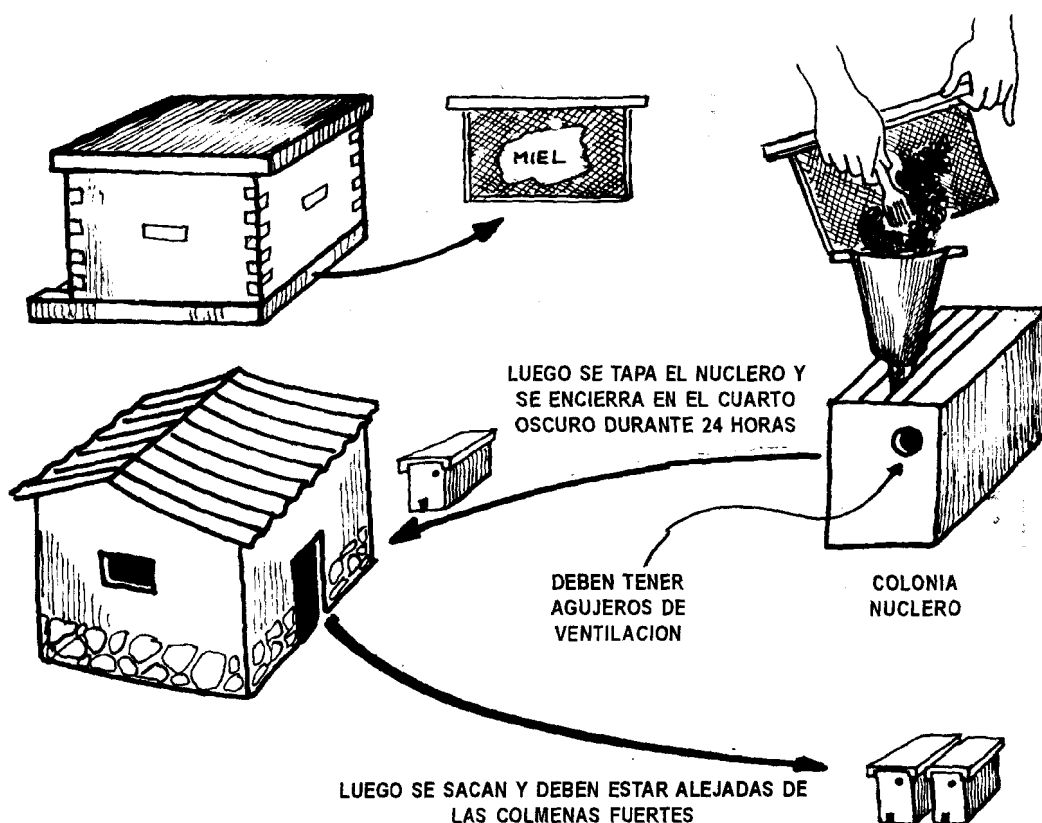 MIEL
LUEGO SE TAPA EL NUCLERO Y
SE ENCIERRA EN EL CUARTO
OSCURO DURANTE 24 HORAS
DEBEN TENER
AGUJEROS DE
VENTILACION
COLONIA
NUCLERO
LUEGO SE SACAN Y DEBEN ESTAR ALEJADAS DE
LAS COLMENAS FUERTES